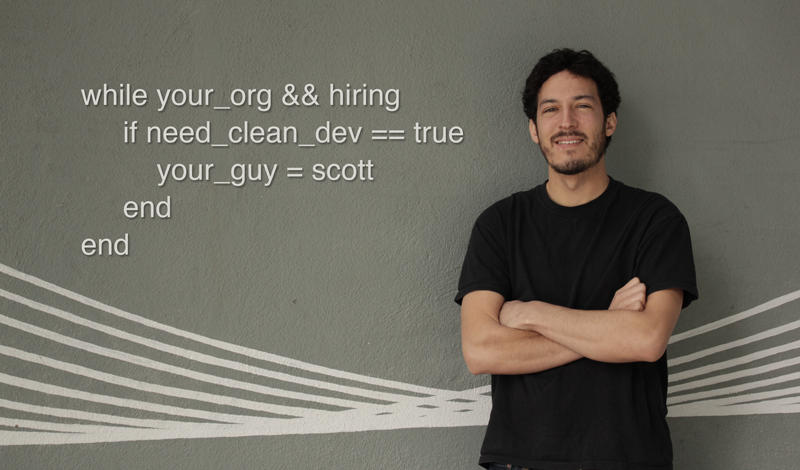 while your_org && hiring
if need_clean_dev == true
your_guy = scott
end
end